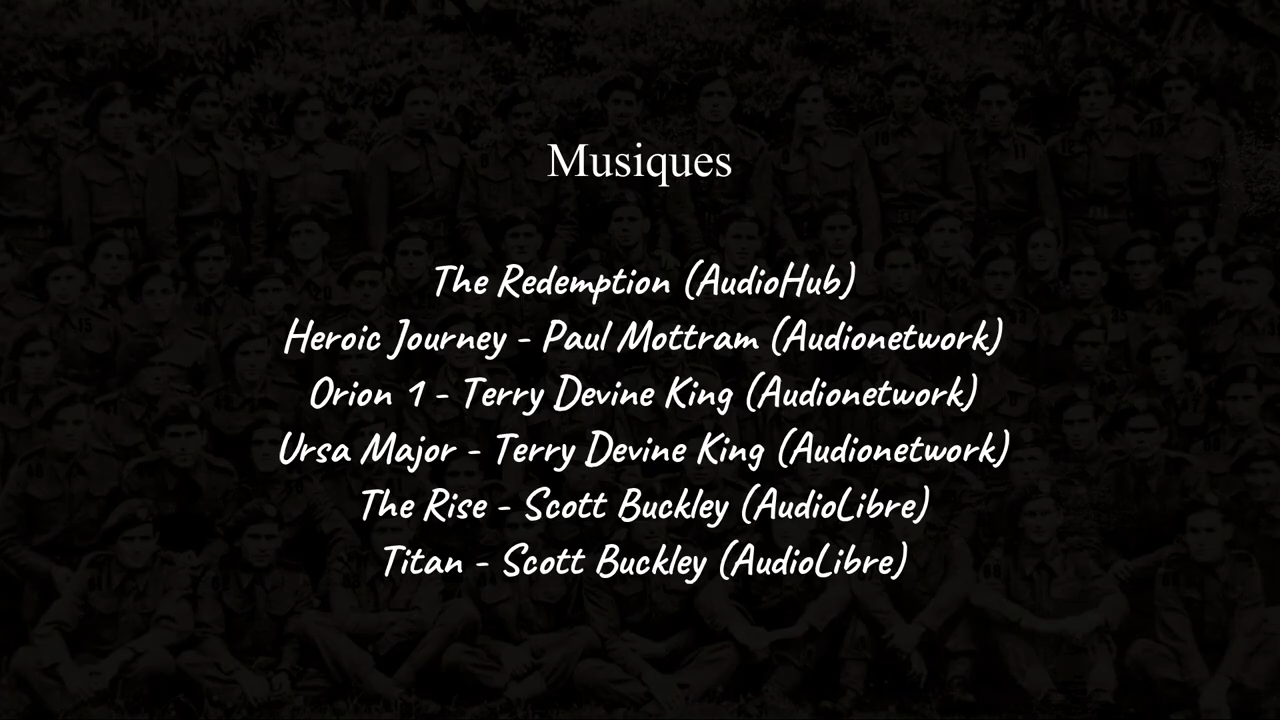 Musiques
The Redemption (AudioHub)
Heroic Journey - Paul Mottram (Audionetwork)
Orion 1 - Terry Devine King (Audionetwork)
Ursa Major - Terry Devine King (Audionetwork)
The Rise - Scott Buckley (AudioLibre)
Titan - Scott Buckley (AudioLibre)